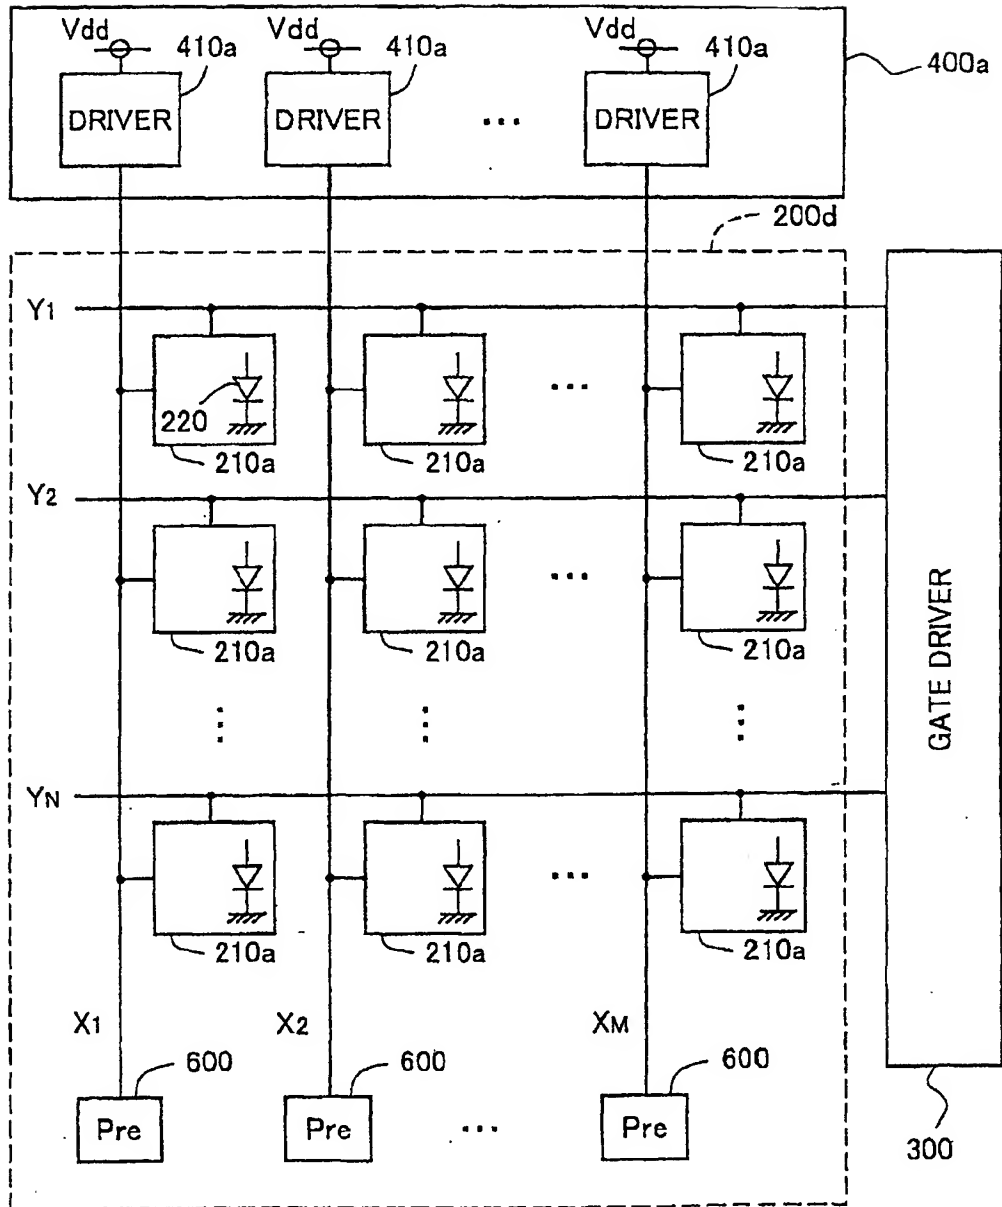 Vdd 410a Vdd 410a Vdd 410a
400a
DRIVER DRIVER ... DRIVER
200d
Y1
...
220
210a 210a 210a
Y2
...
210a 210a 210a
GATE DRIVER
YN
...
210a 210a 210a
X1 X2 XM
600 600 600
Pre Pre ... Pre
300